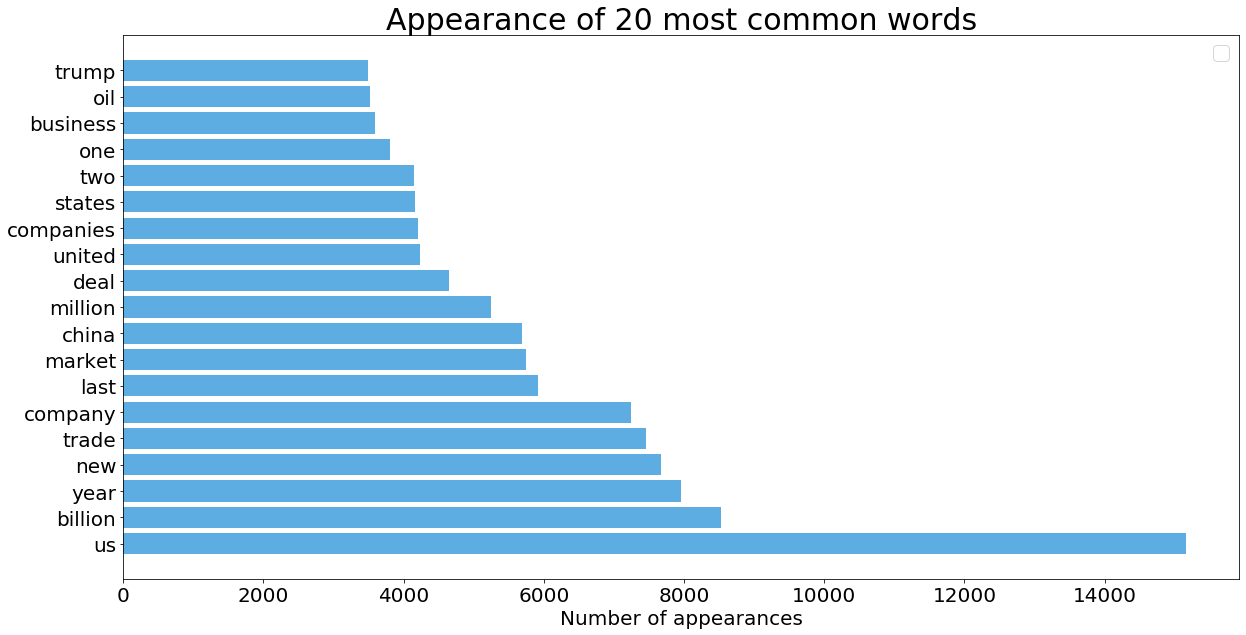 Appearance of 20 most common words
trump
oil
business
one
two
states
companies
united
deal
million
china
market
last
company
trade
new
year
billion
us
0 2000 4000 6000 8000 10000 12000 14000
Number of appearances